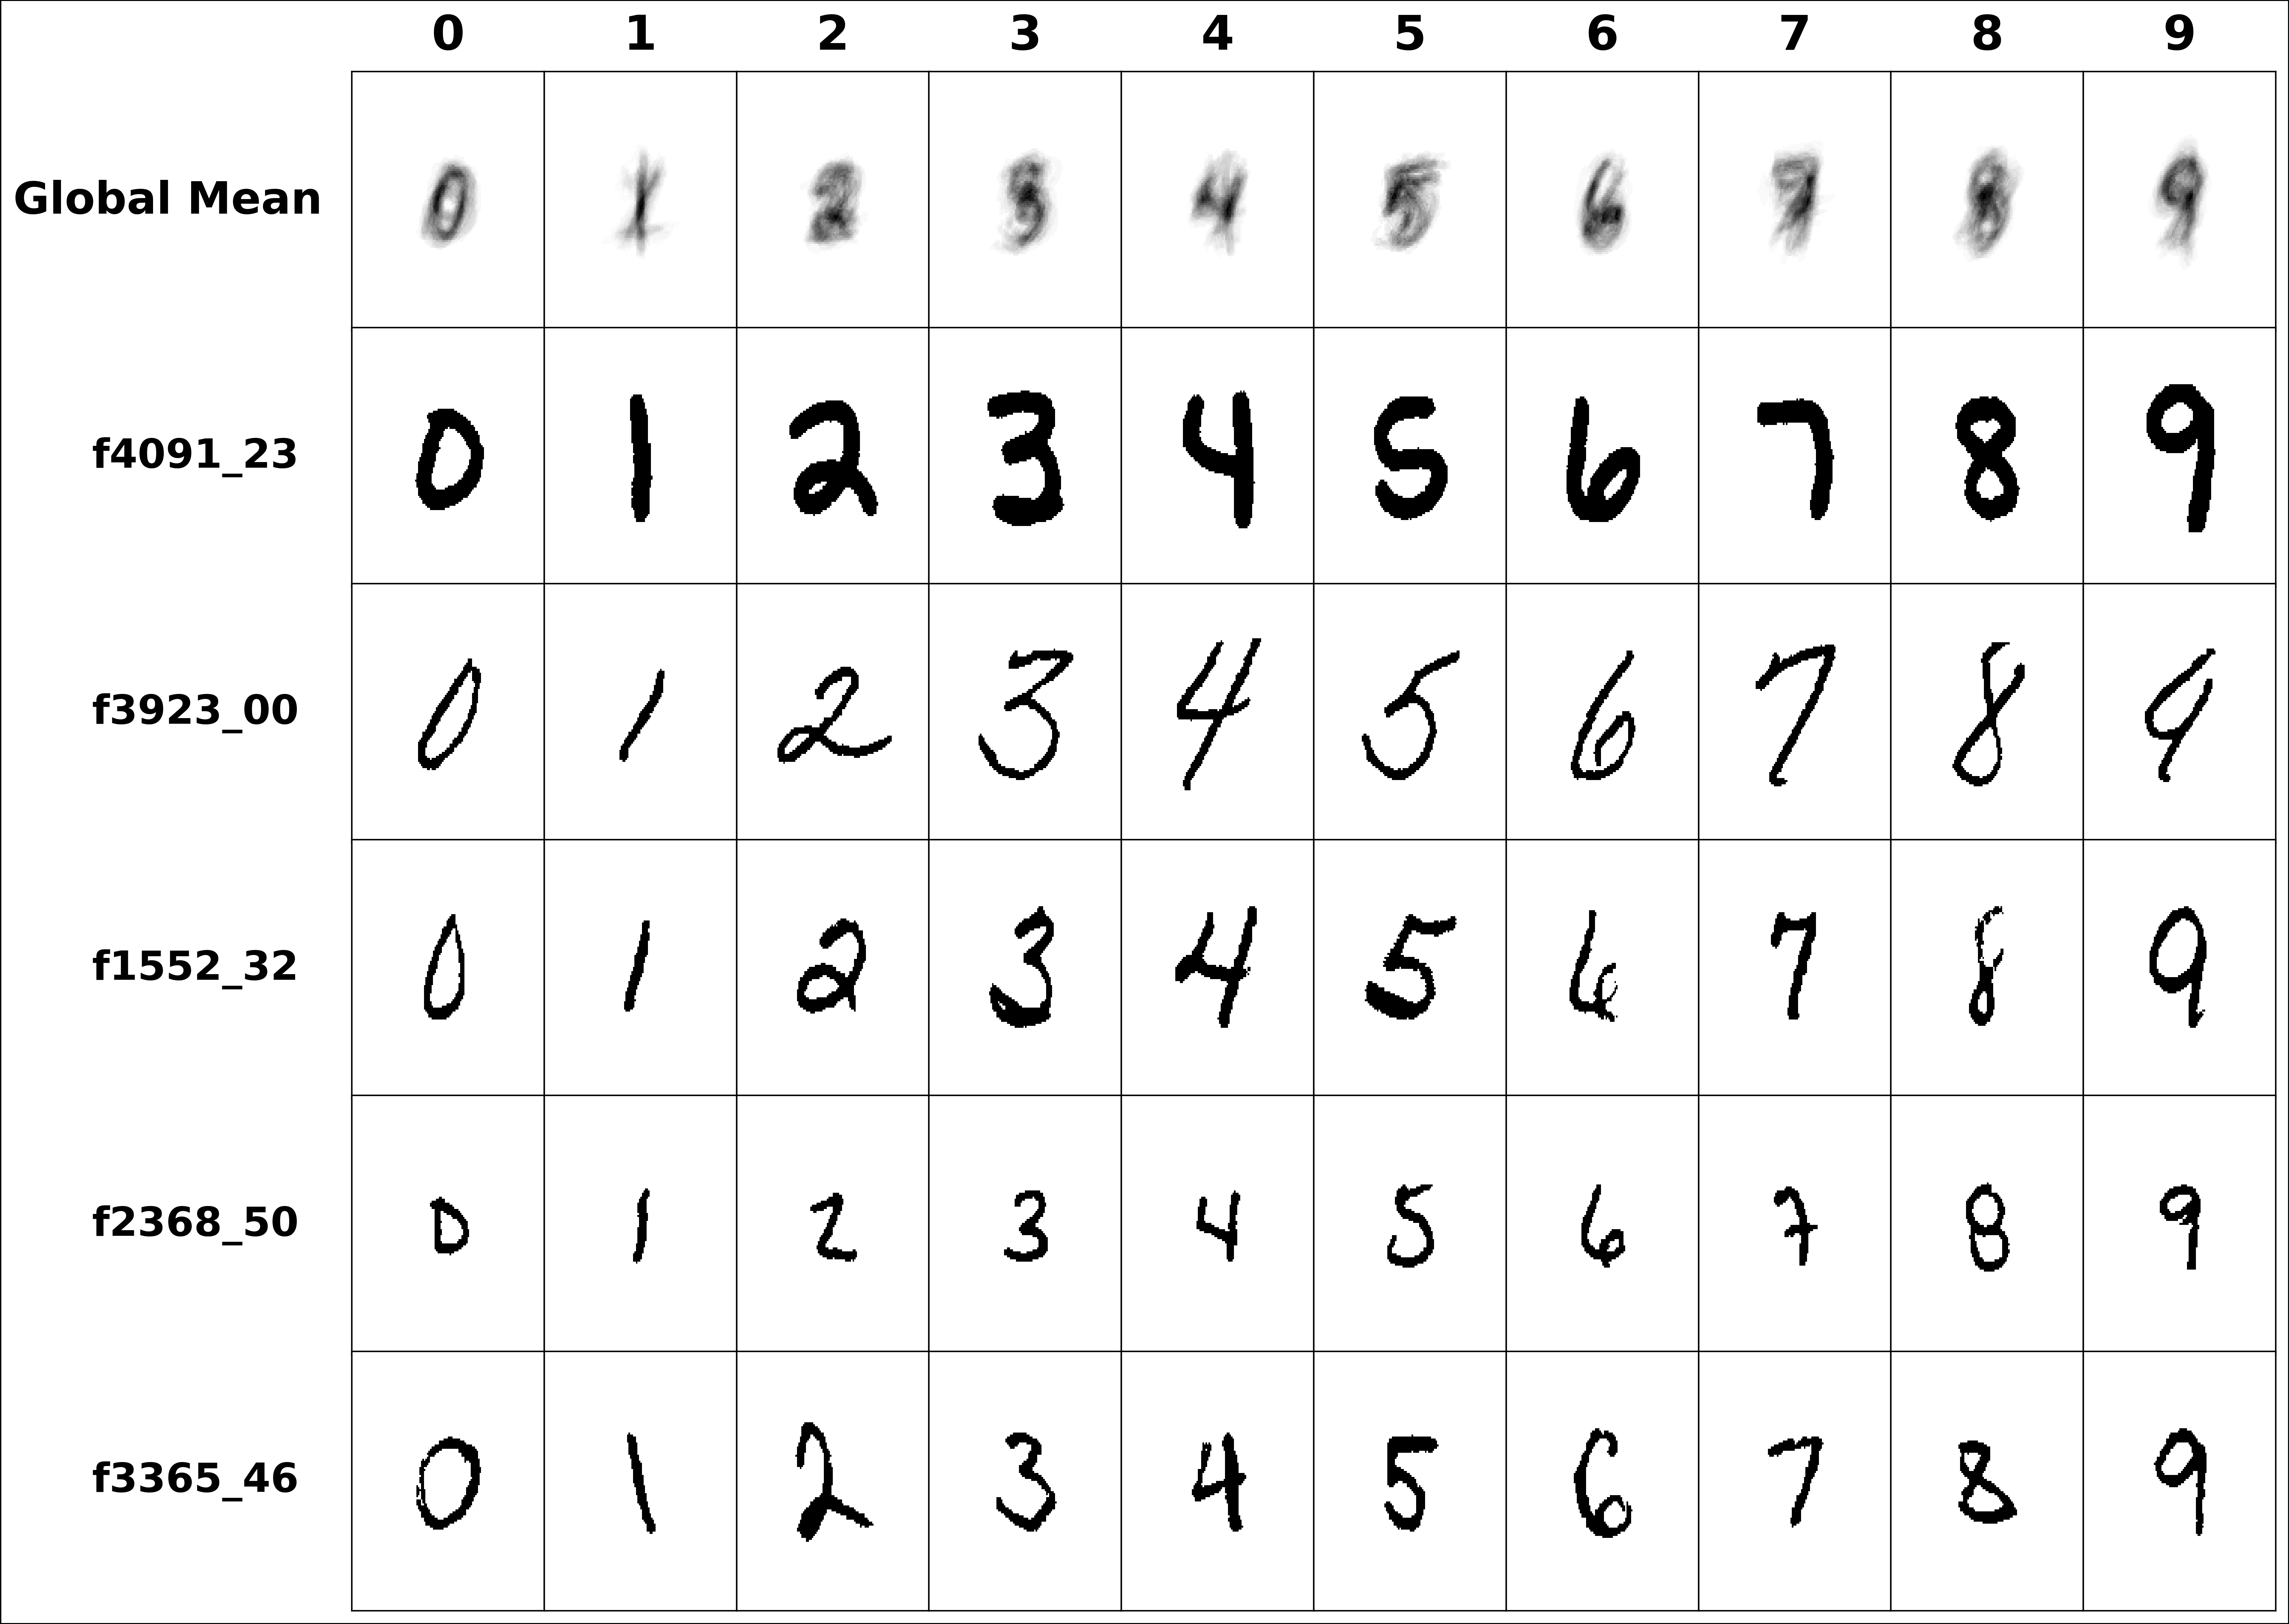 0 1 2 3 4 5 6 7 8 9
Global Mean 0 1 2 3 4 5 6 7 8 9
f4091_23 0 1 2 3 4 5 6 7 8 9
f3923_00 0 1 2 3 4 5 6 7 8 9
f1552_32 0 1 2 3 4 5 6 7 8 9
f2368_50 0 1 2 3 4 5 6 7 8 9
f3365_46 0 1 2 3 4 5 6 7 8 9